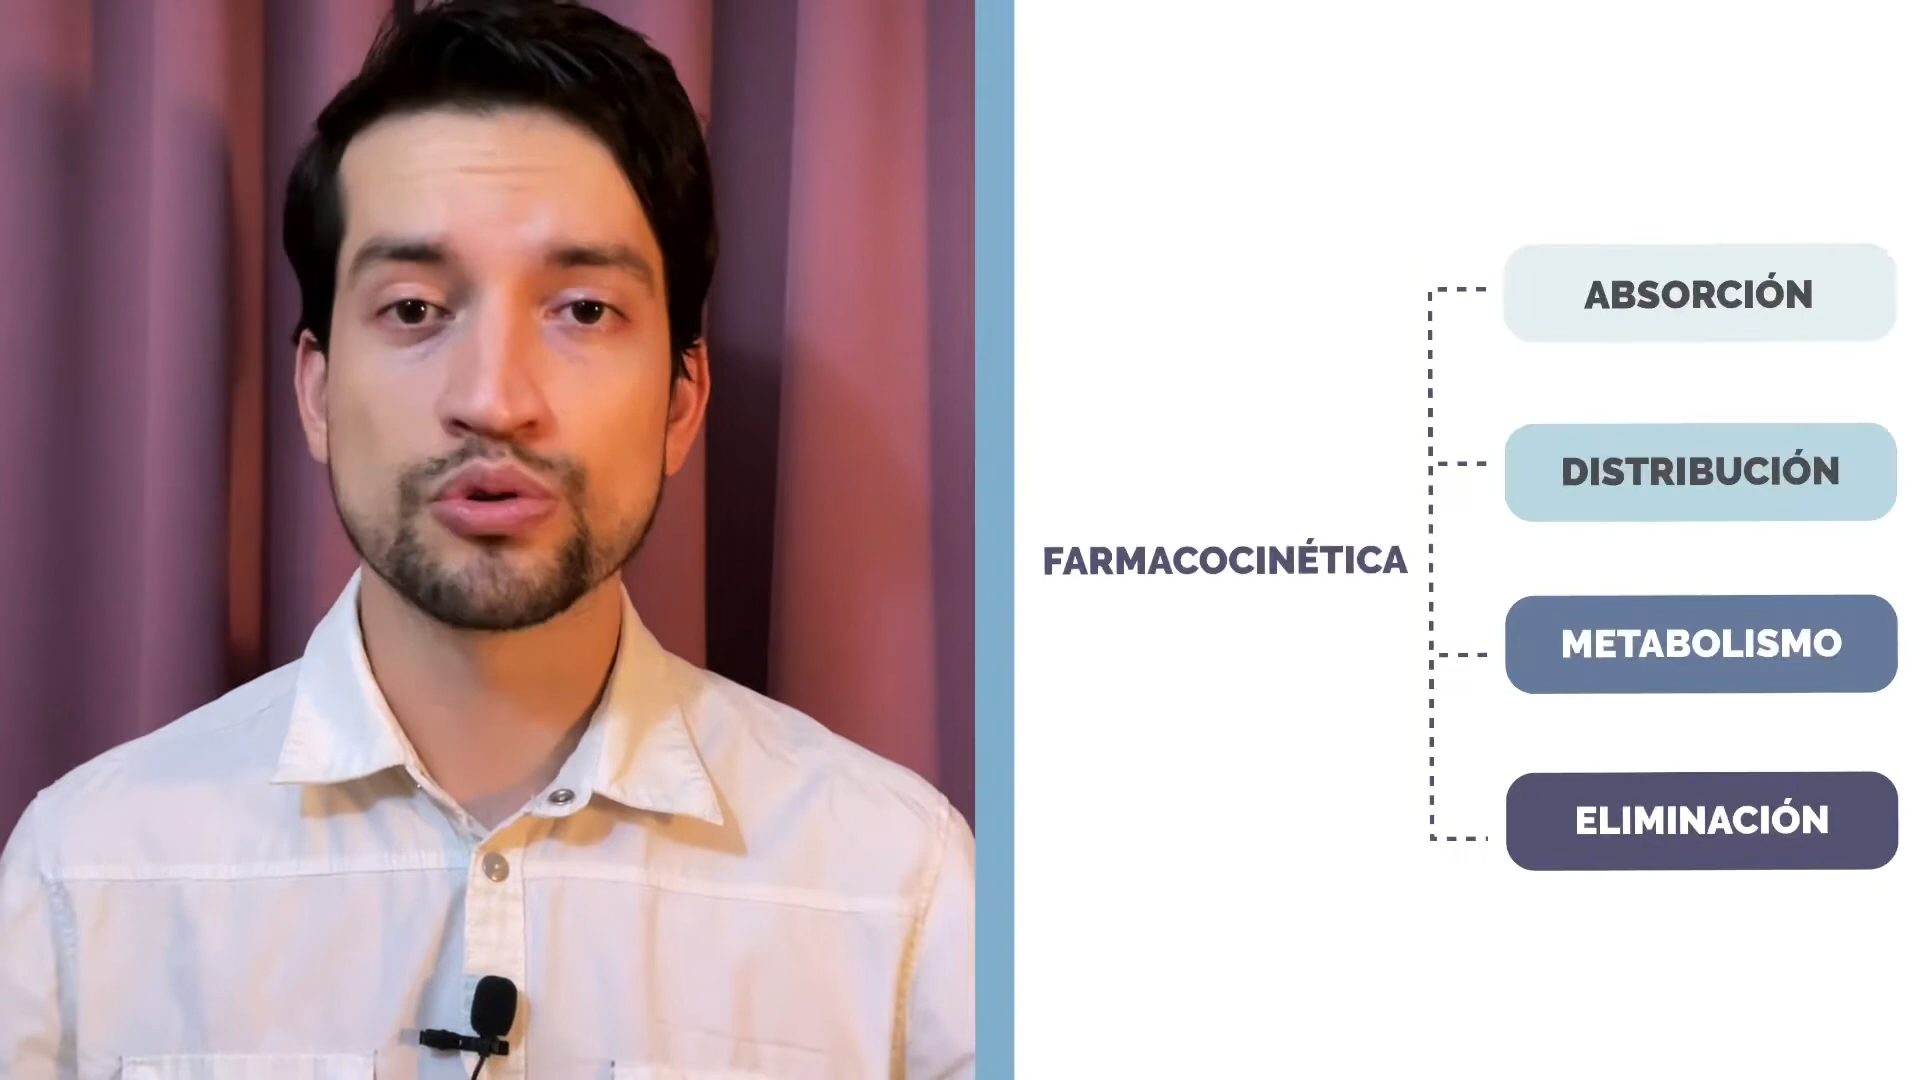 FARMACOCINÉTICA
ABSORCIÓN
DISTRIBUCIÓN
METABOLISMO
ELIMINACIÓN